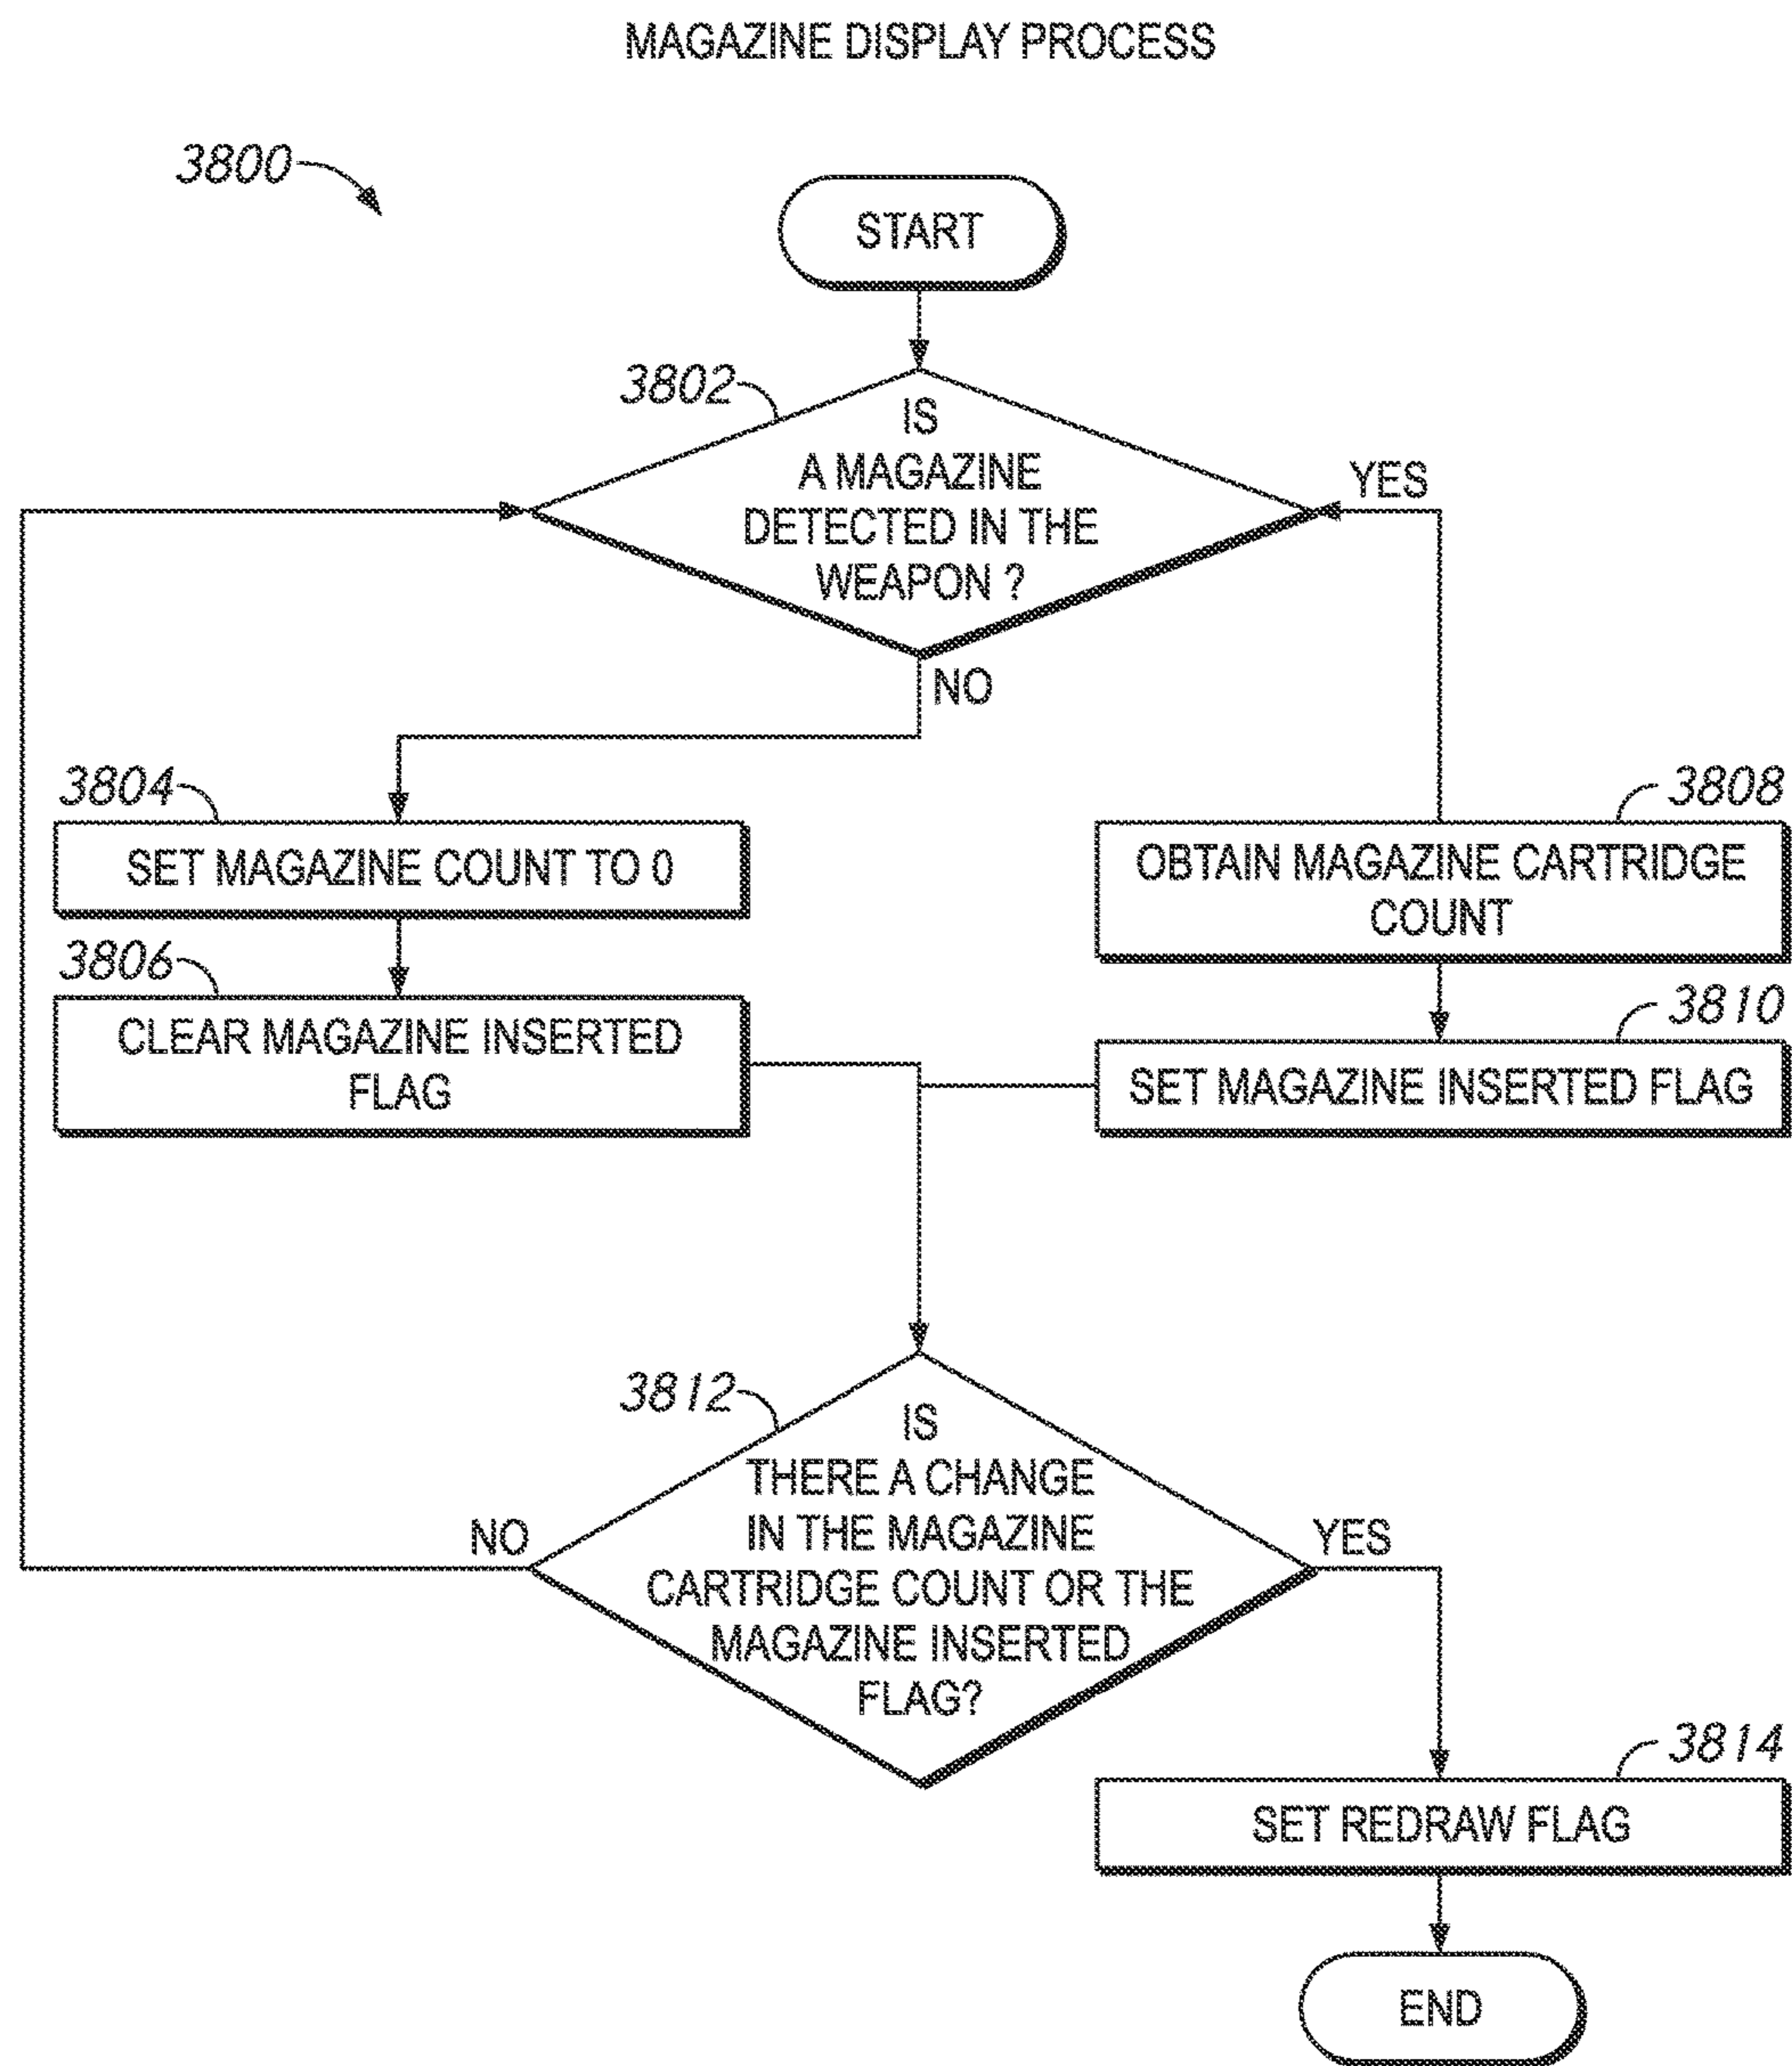 MAGAZINE DISPLAY PROCESS
3800
START
3802
IS
A MAGAZINE
DETECTED IN THE
WEAPON ?
YES
NO
3804
SET MAGAZINE COUNT TO 0
3806
CLEAR MAGAZINE INSERTED
FLAG
3808
OBTAIN MAGAZINE CARTRIDGE
COUNT
3810
SET MAGAZINE INSERTED FLAG
3812
IS
THERE A CHANGE
IN THE MAGAZINE
CARTRIDGE COUNT OR THE
MAGAZINE INSERTED
FLAG?
NO
YES
3814
SET REDRAW FLAG
END